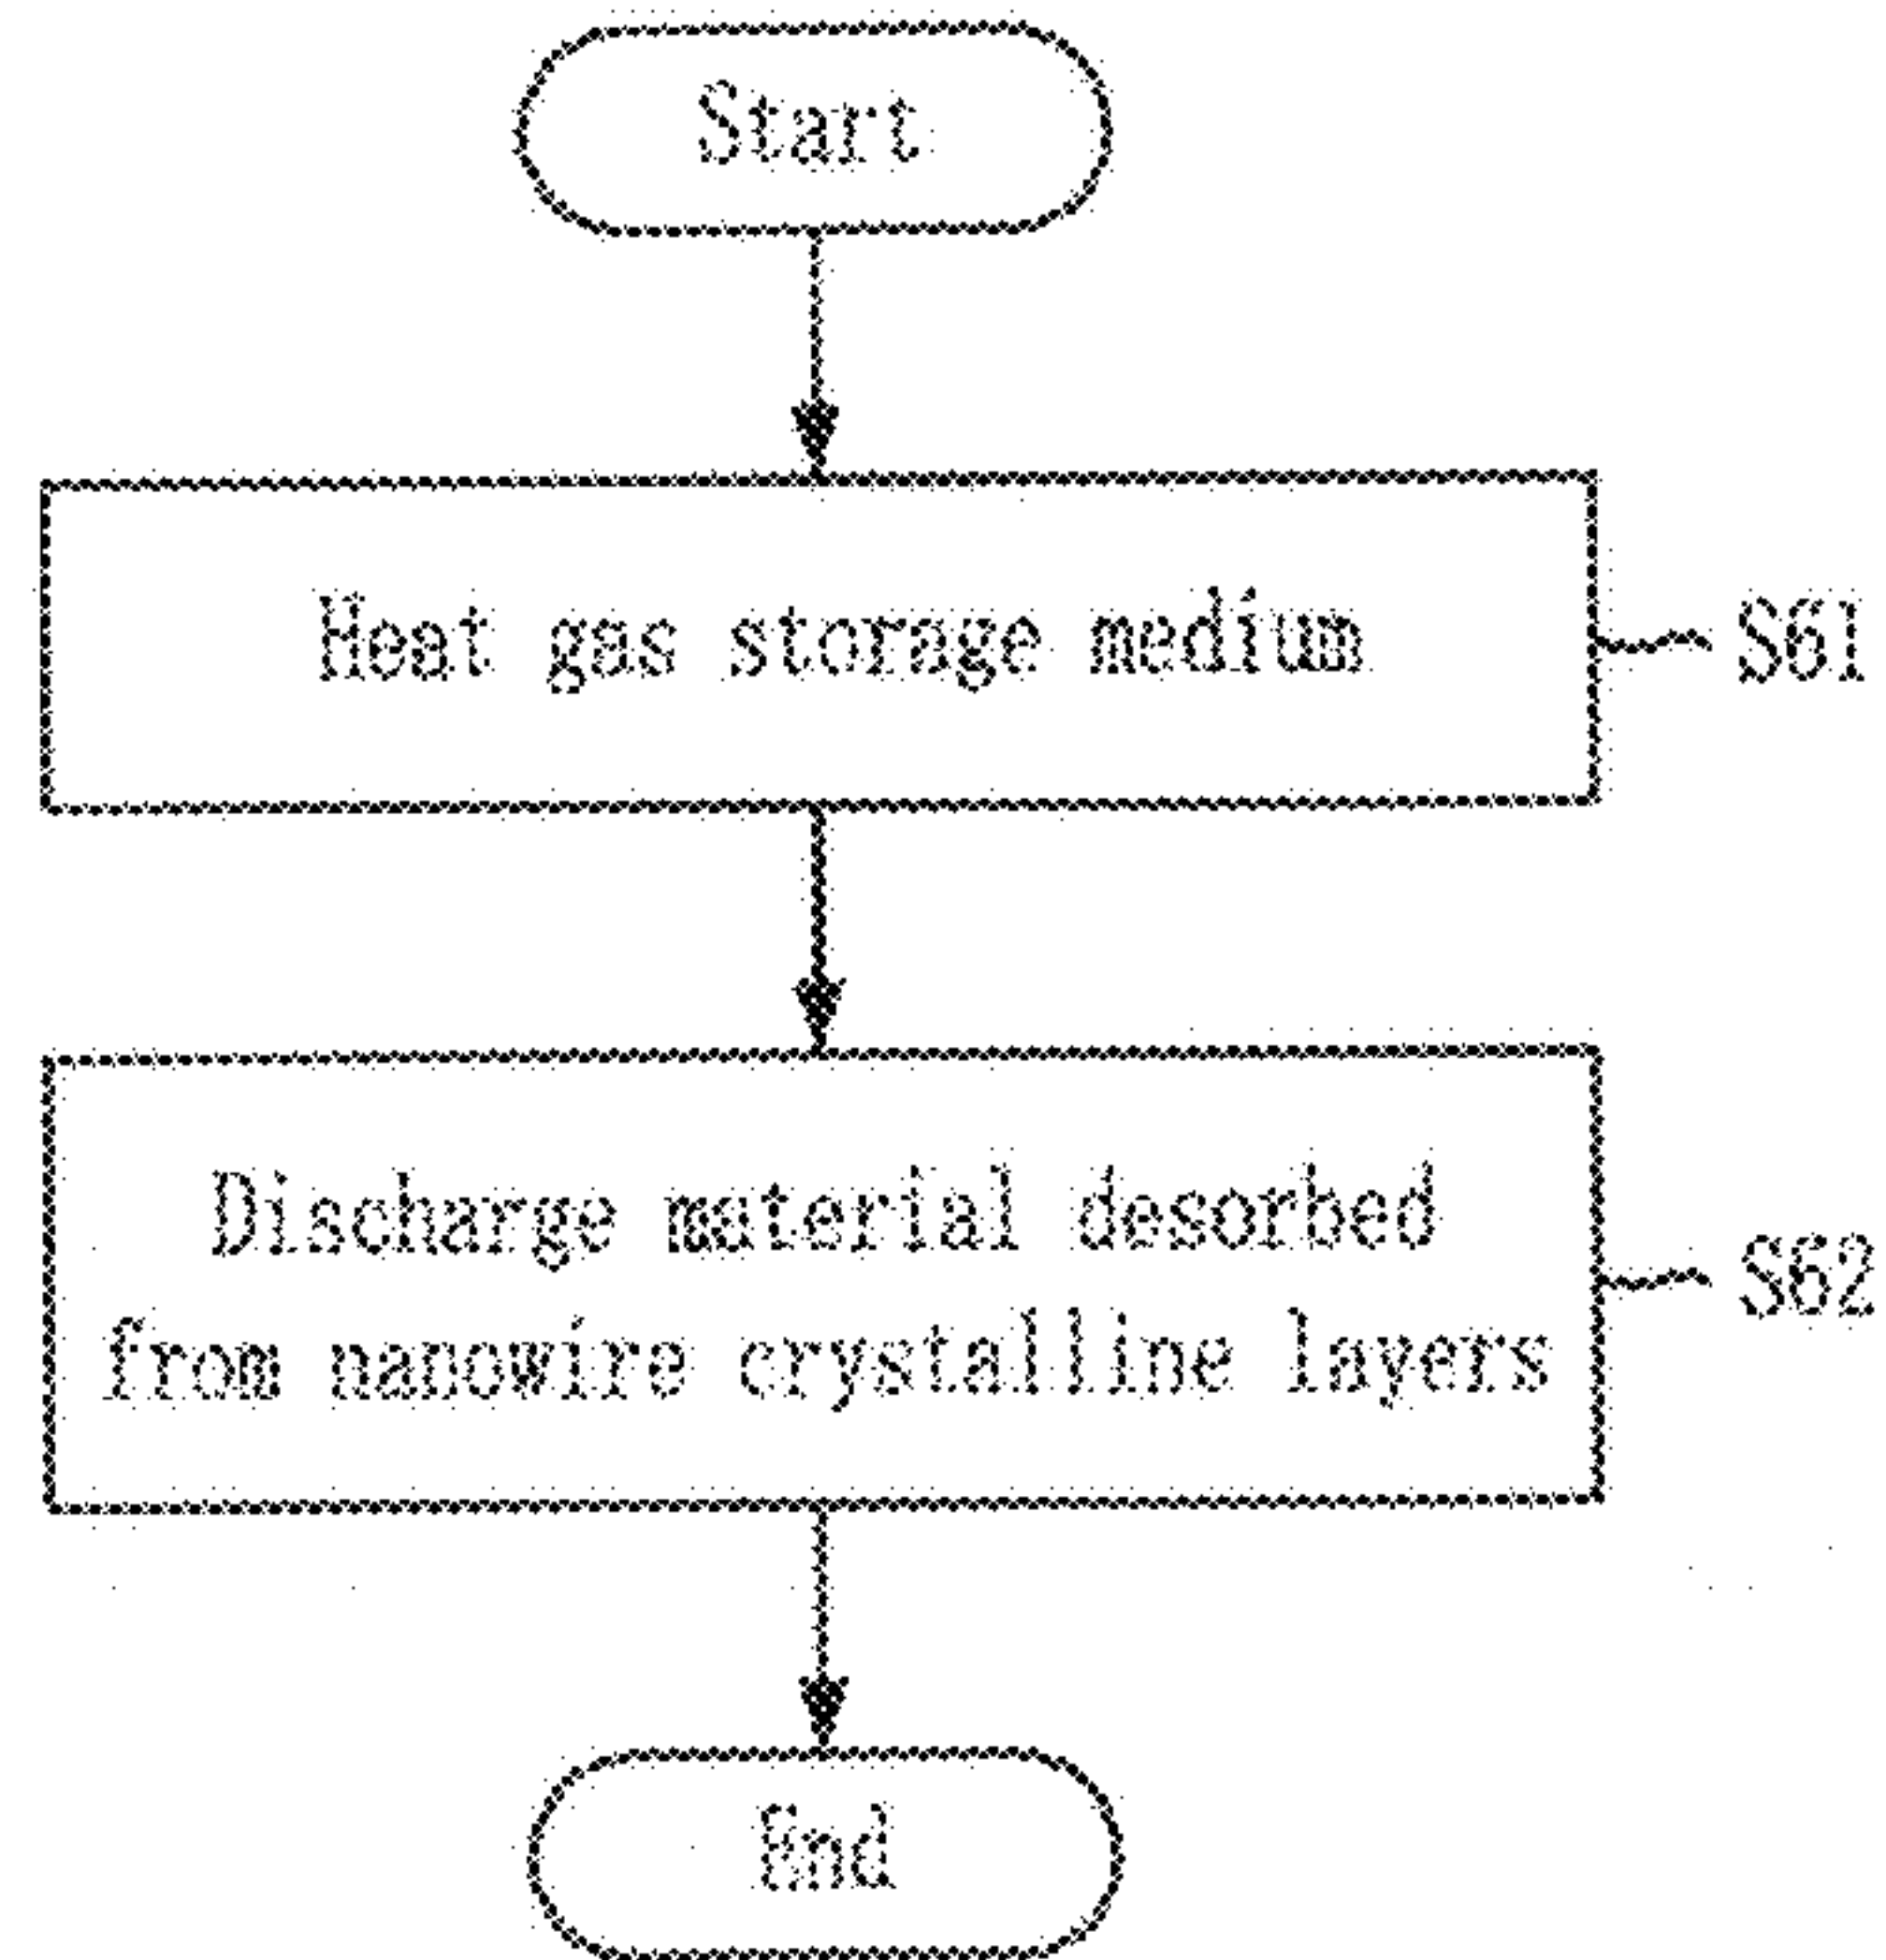 Start
Heat gas storage medium
S61
Discharge material desorbed
from nanowire crystalline layers
S62
End